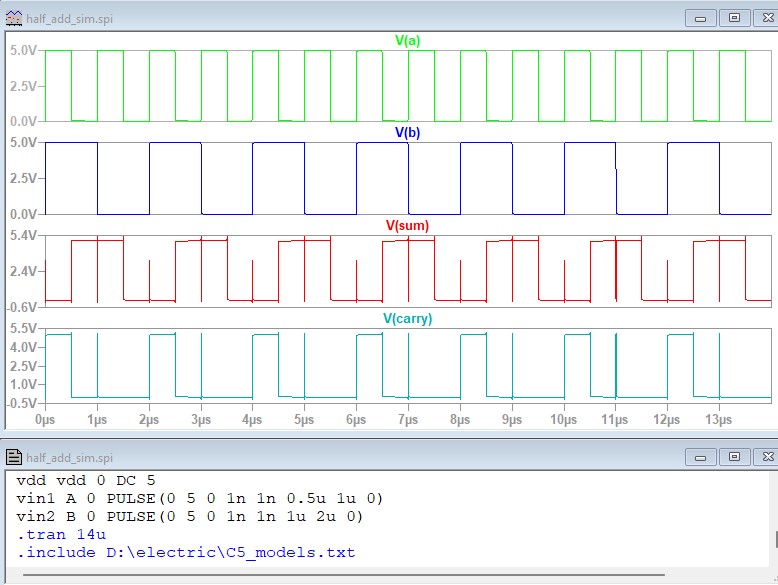 half_add_sim.spi
V(a)
5.0V
2.5V
0.0V
V(b)
5.0V
2.5V
0.0V
V(sum)
5.4V
2.4V
-0.6V
V(carry)
5.5V
4.0V
2.5V
1.0V
-0.5V
0µs 1µs 2µs 3µs 4µs 5µs 6µs 7µs 8µs 9µs 10µs 11µs 12µs 13µs
half_add_sim.spi
vdd vdd 0 DC 5
vin1 A 0 PULSE(0 5 0 1n 1n 0.5u 1u 0)
vin2 B 0 PULSE(0 5 0 1n 1n 1u 2u 0)
.tran 14u
.include D:\electric\C5_models.txt